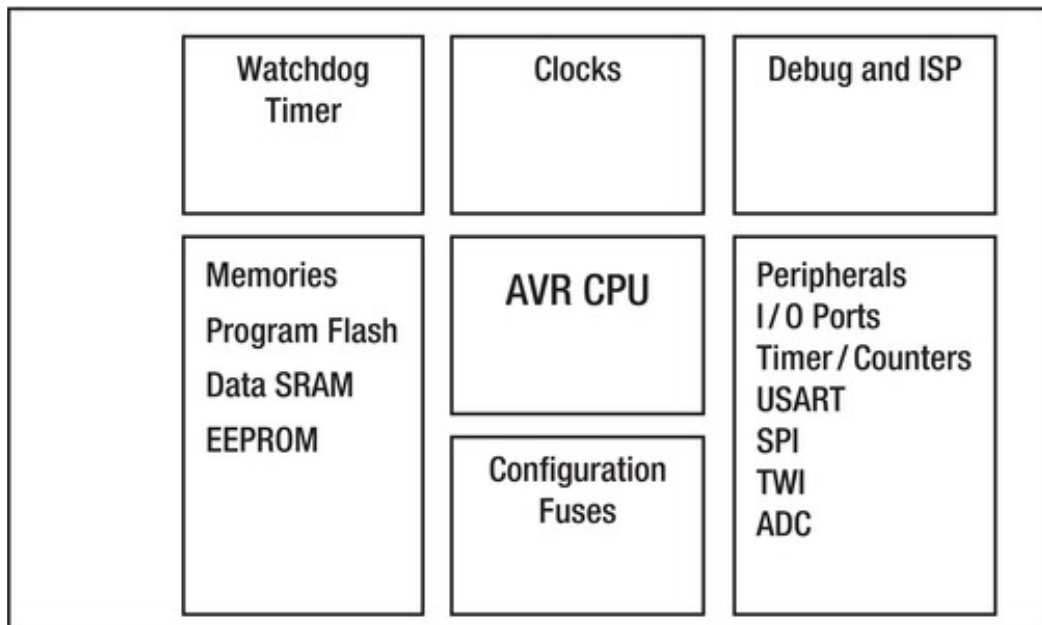 Watchdog
Timer
Clocks
Debug and ISP
Memories
Program Flash
Data SRAM
EEPROM
AVR CPU
Configuration
Fuses
Peripherals
I/O Ports
Timer/Counters
USART
SPI
TWI
ADC